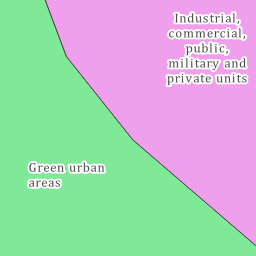 Industrial,
commercial,
public,
military and
private units
Green urban
areas